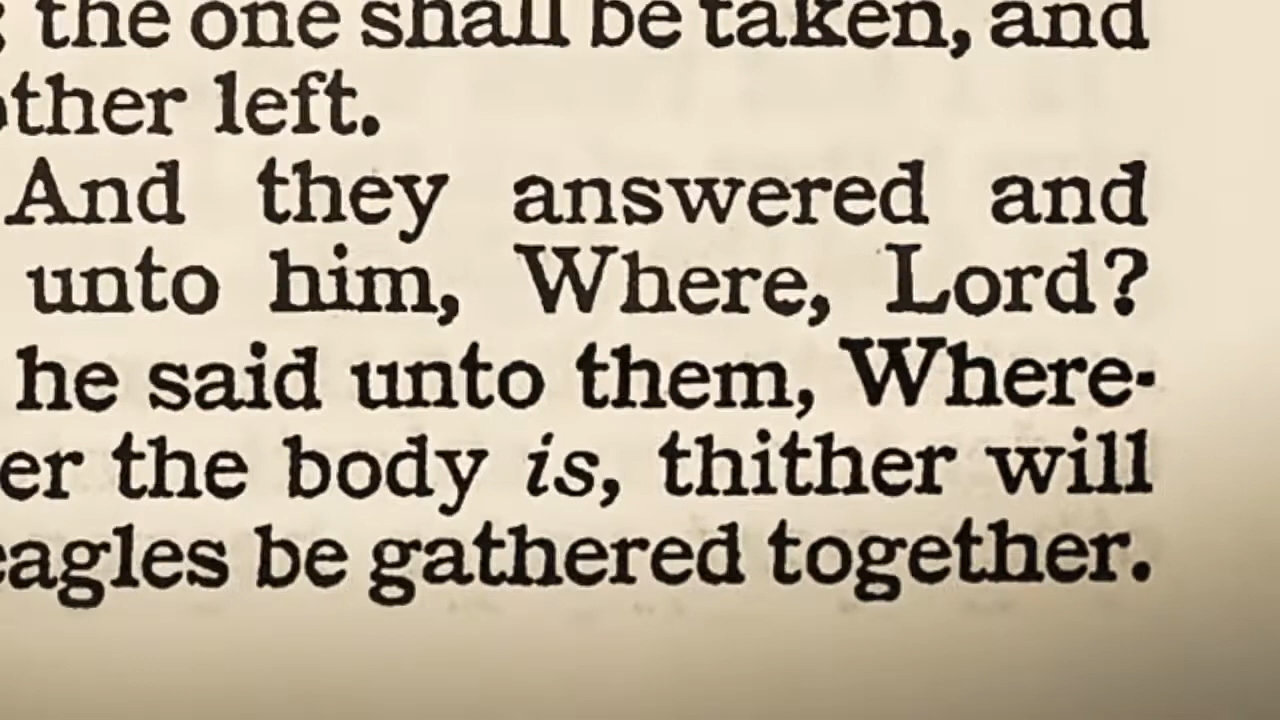 ; the one shall be taken, and
other left.
And they answered and
unto him, Where, Lord?
he said unto them, Where-
er the body is, thither will
eagles be gathered together.